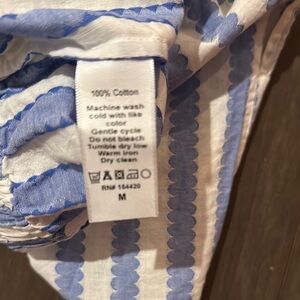 100% Cotton
Machine wash
cold with like
color
Gentle cycle
Do not bleach
Tumble dry low
Warm iron
Dry clean
RN# 154420
M